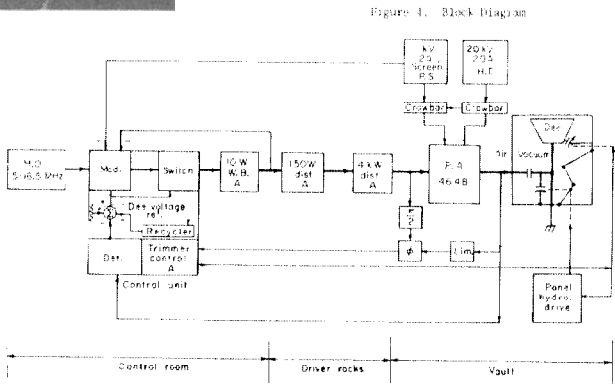 Figure 4. Block Diagram
kV
20 A
Screen
P.S.
20 kV
20A
H.T.
Crowbar
Crowbar
Dee
Air
Vacuum
M.O
5-16.5 MHz
Mod.
Switch
10 W
W.B.
A
150W
dist
A
4 kW
dist
A
P.A
4648
Dee voltage
ref.
Recycler
π/2
Det.
Trimmer
control
A
Φ
Lim
Control unit
Panel
hydro.
drive
Control room
Driver racks
Vault